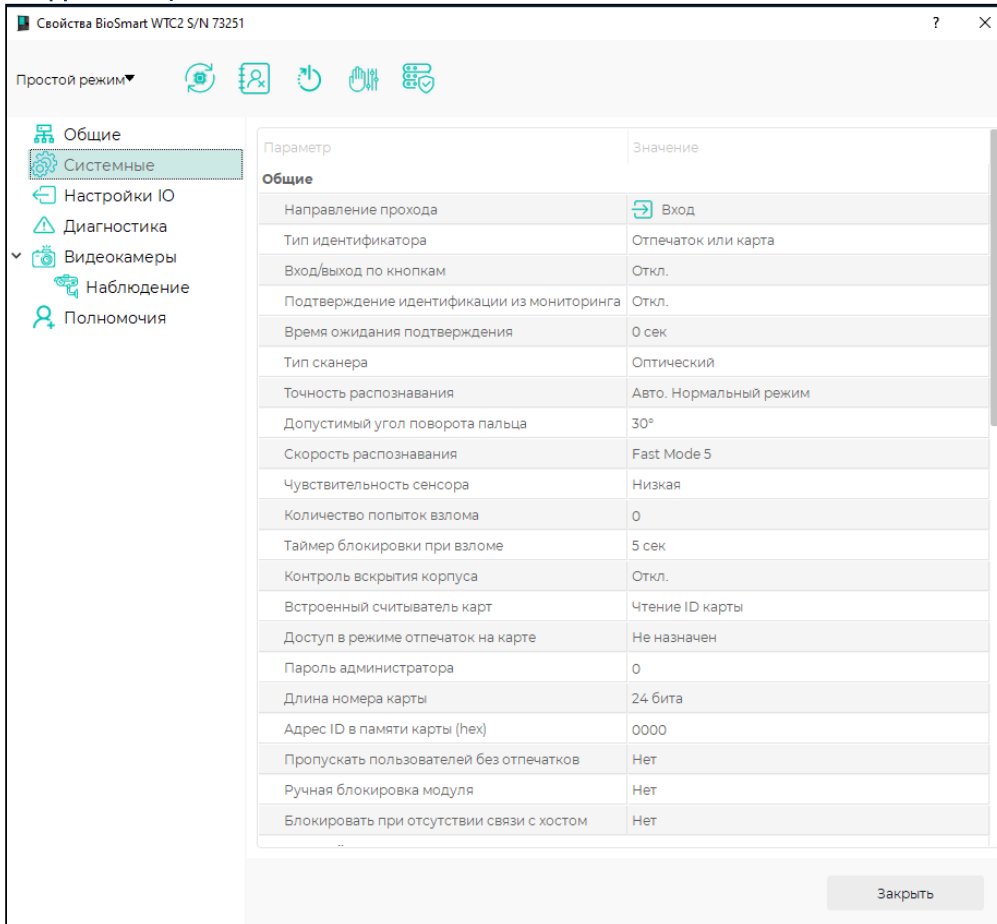 Свойства BioSmart WTC2 S/N 73251
Простой режим
Общие
Системные
Настройки IO
Диагностика
Видеокамеры
Наблюдение
Полномочия
Параметр Значение
Общие
Направление прохода Вход
Тип идентификатора Отпечаток или карта
Вход/выход по кнопкам Откл.
Подтверждение идентификации из мониторинга Откл.
Время ожидания подтверждения 0 сек
Тип сканера Оптический
Точность распознавания Авто. Нормальный режим
Допустимый угол поворота пальца 30°
Скорость распознавания Fast Mode 5
Чувствительность сенсора Низкая
Количество попыток взлома 0
Таймер блокировки при взломе 5 сек
Контроль вскрытия корпуса Откл.
Встроенный считыватель карт Чтение ID карты
Доступ в режиме отпечаток на карте Не назначен
Пароль администратора 0
Длина номера карты 24 бита
Адрес ID в памяти карты (hex) 0000
Пропускать пользователей без отпечатков Нет
Ручная блокировка модуля Нет
Блокировать при отсутствии связи с хостом Нет
Закрыть